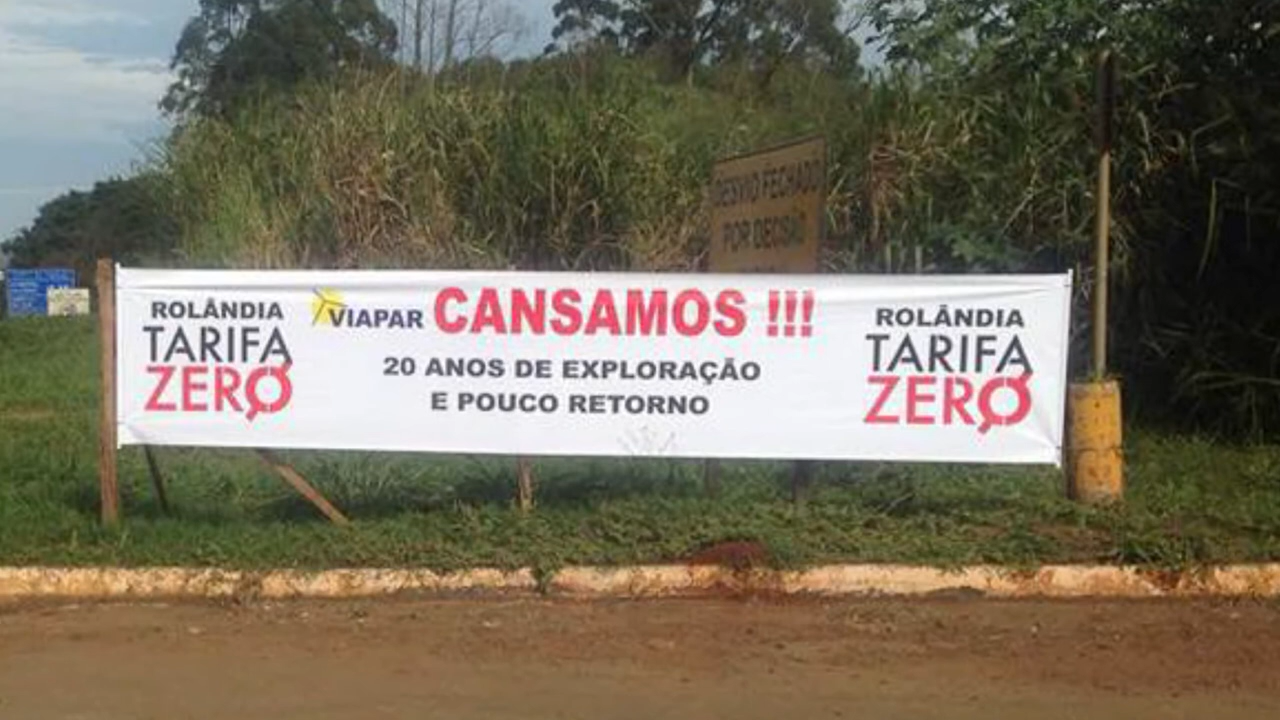 DESVIO FECHADO
POR DECISÃO
ROLÂNDIA
TARIFA
ZERO
VIAPAR CANSAMOS !!!
20 ANOS DE EXPLORAÇÃO
E POUCO RETORNO
ROLÂNDIA
TARIFA
ZERO